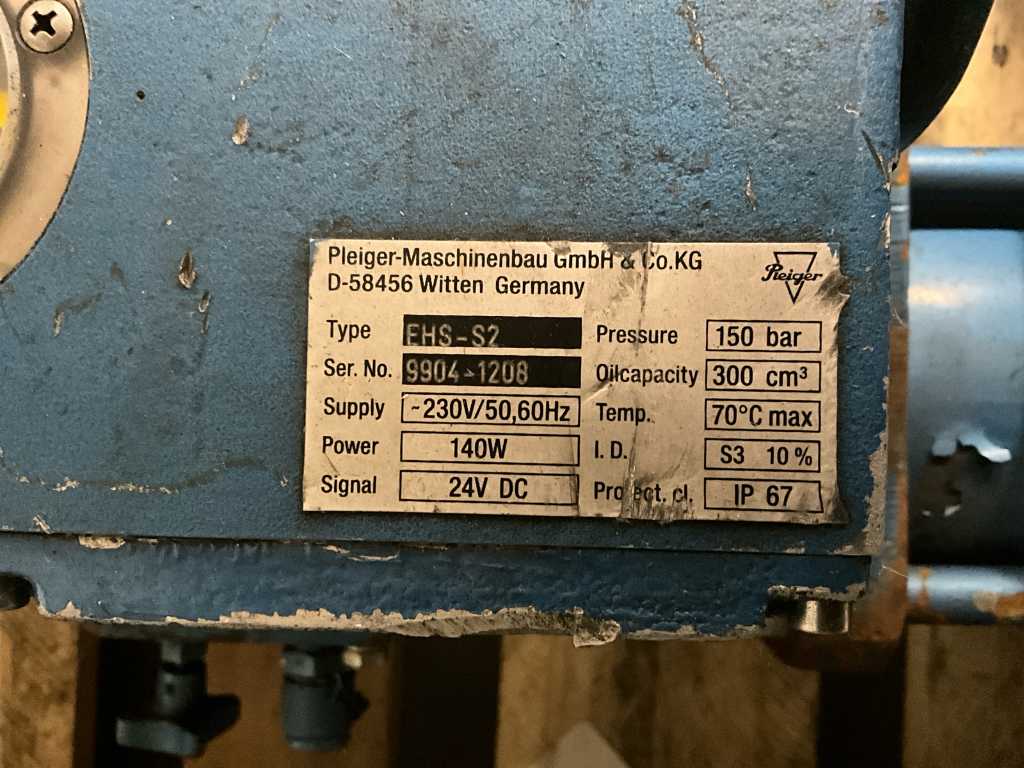 Pleiger-Maschinenbau GmbH & Co.KG
D-58456 Witten Germany
Pleiger
Type EHS-S2 Pressure 150 bar
Ser. No. 9904-1208 Oilcapacity 300 cm³
Supply ~230V/50,60Hz Temp. 70°C max
Power 140W I. D. S3 10 %
Signal 24V DC Protect. cl. IP 67